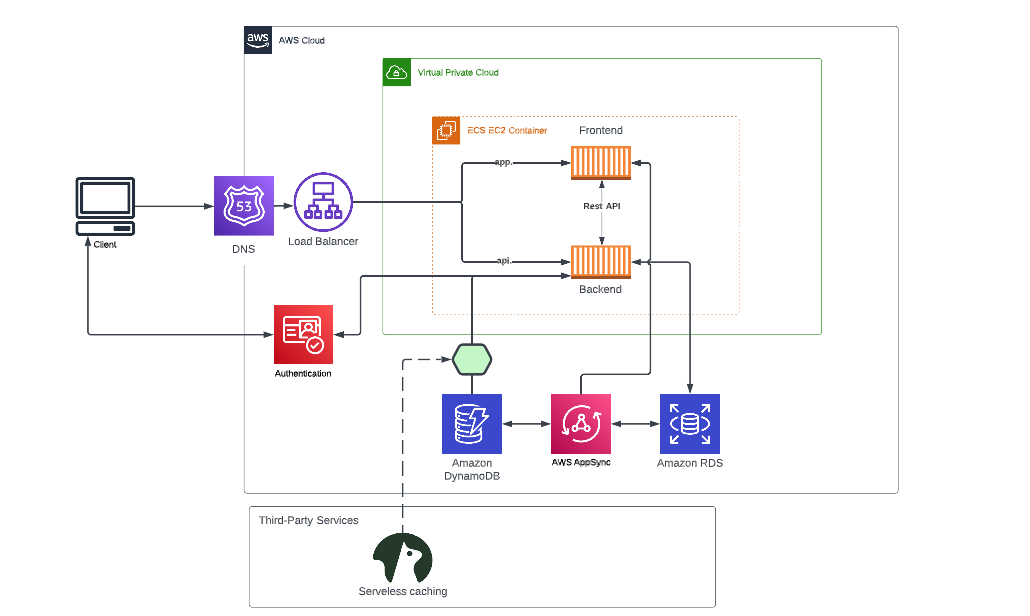 aws
AWS Cloud
Virtual Private Cloud
ECS EC2 Container
Frontend
app.
Rest API
53
Client
DNS
Load Balancer
api.
Backend
Authentication
Amazon
DynamoDB
AWS AppSync
Amazon RDS
Third-Party Services
Serveless caching